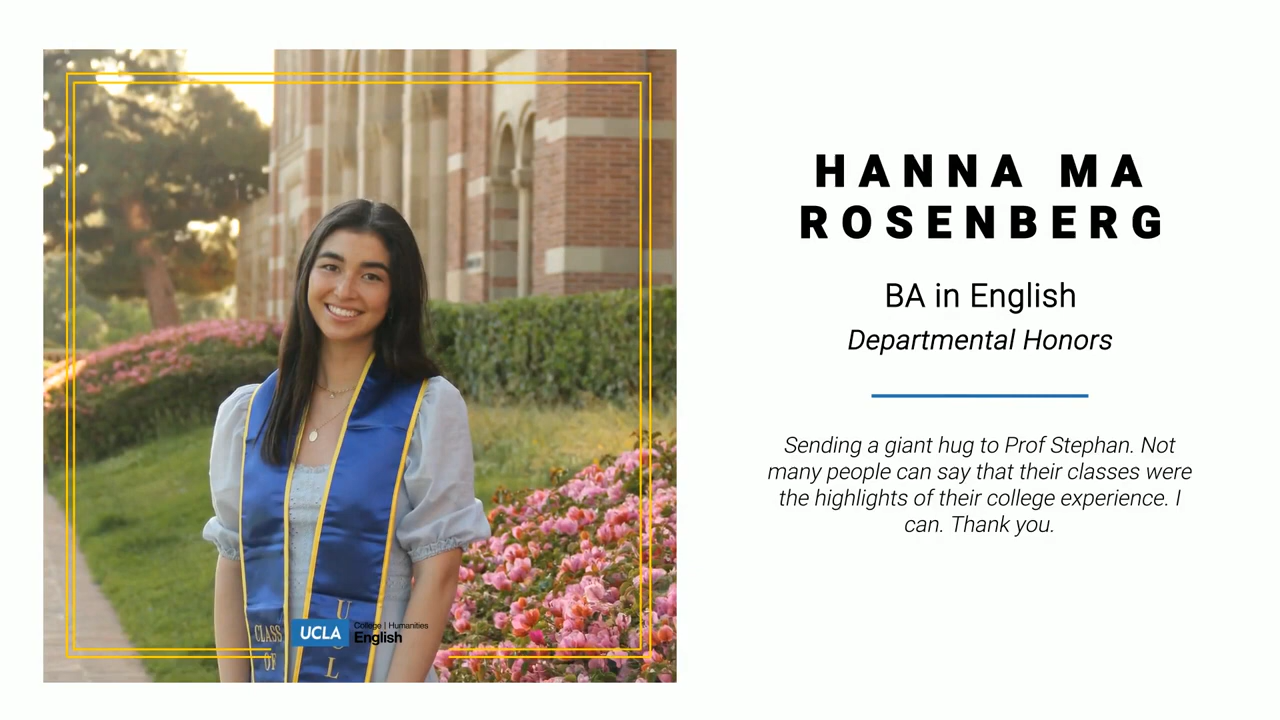 HANNA MA
ROSENBERG
BA in English
Departmental Honors
Sending a giant hug to Prof Stephan. Not
many people can say that their classes were
the highlights of their college experience. I
can. Thank you.
CLASS
OF
U
L
UCLA
College | Humanities
English